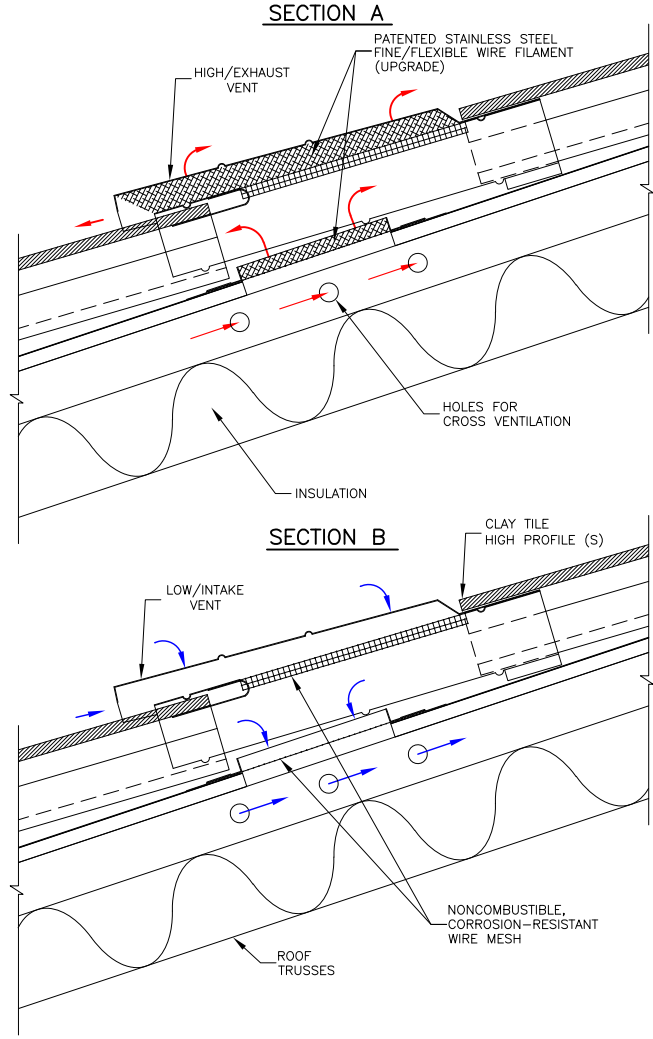 SECTION A
PATENTED STAINLESS STEEL
FINE/FLEXIBLE WIRE FILAMENT
(UPGRADE)
HIGH/EXHAUST
VENT
HOLES FOR
CROSS VENTILATION
INSULATION
SECTION B
CLAY TILE
HIGH PROFILE (S)
LOW/INTAKE
VENT
NONCOMBUSTIBLE,
CORROSION-RESISTANT
WIRE MESH
ROOF
TRUSSES